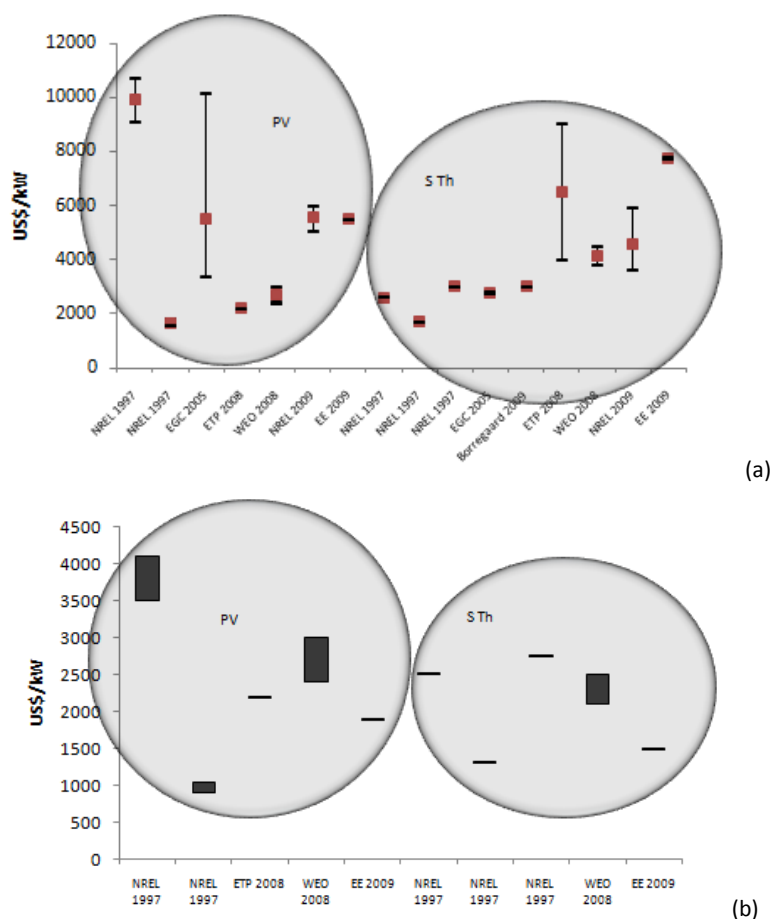 12000
10000
8000
6000
4000
2000
0
US$/kW
PV
S Th
NREL 1997
NREL 1997
EGC 2005
ETP 2008
WEO 2008
NREL 2009
EE 2009
NREL 1997
NREL 1997
NREL 1997
EGC 2005
Borregaard 2009
ETP 2008
WEO 2008
NREL 2009
EE 2009
(a)
4500
4000
3500
3000
2500
2000
1500
1000
500
0
US$/kW
PV
S Th
NREL
1997
NREL
1997
ETP 2008
WEO
2008
EE 2009
NREL
1997
NREL
1997
NREL
1997
WEO
2008
EE 2009
(b)